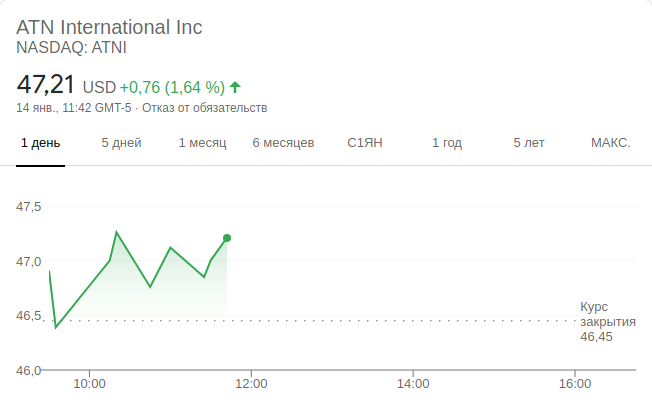 ATN International Inc
NASDAQ: ATNI
47,21 USD +0,76 (1,64 %)
14 янв., 11:42 GMT-5 · Отказ от обязательств
1 день 5 дней 1 месяц 6 месяцев С1ЯН 1 год 5 лет МАКС.
47,5
47,0
46,5
46,0
Курс
закрытия
46,45
10:00 12:00 14:00 16:00